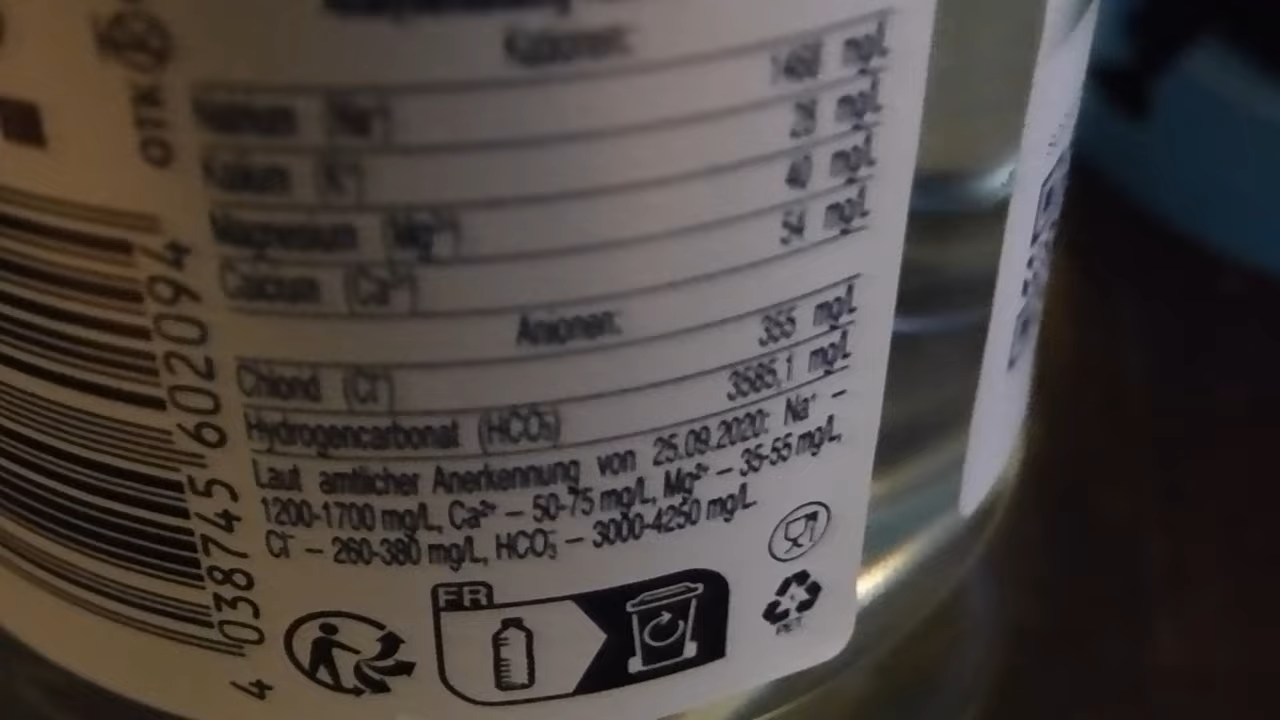 Kationen:
Natrium (Na⁺) mg/L
Kalium (K⁺) mg/L
Magnesium (Mg²⁺) 40 mg/L
Calcium (Ca²⁺) 54 mg/L
Anionen:
Chlorid (Cl⁻) 355 mg/L
Hydrogencarbonat (HCO₃⁻) 3585,1 mg/L
Laut amtlicher Anerkennung von 25.09.2020: Na⁺ –
1200-1700 mg/L, Ca²⁺ – 50-75 mg/L, Mg²⁺ – 35-55 mg/L,
Cl⁻ – 260-380 mg/L, HCO₃⁻ – 3000-4250 mg/L.
FR
PET
ОТК
4 038745 602094